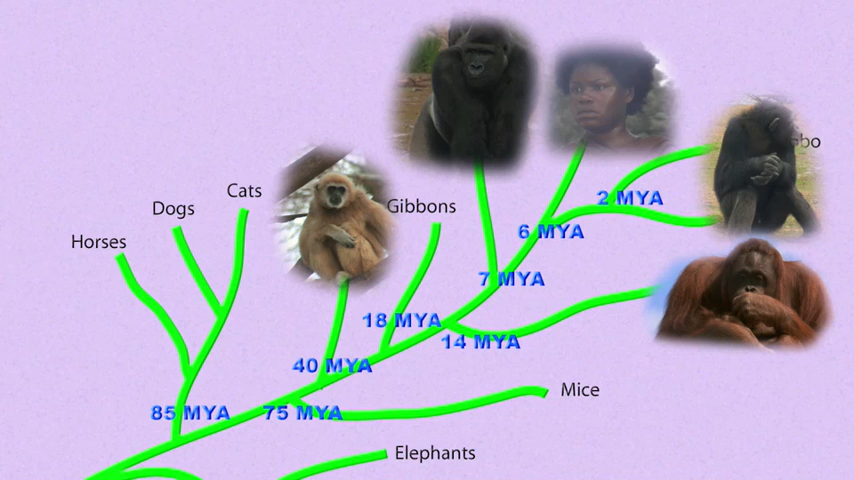 bo
Cats
Gibbons
Dogs
2 MYA
Horses
6 MYA
7 MYA
18 MYA
14 MYA
40 MYA
Mice
85 MYA
75 MYA
Elephants